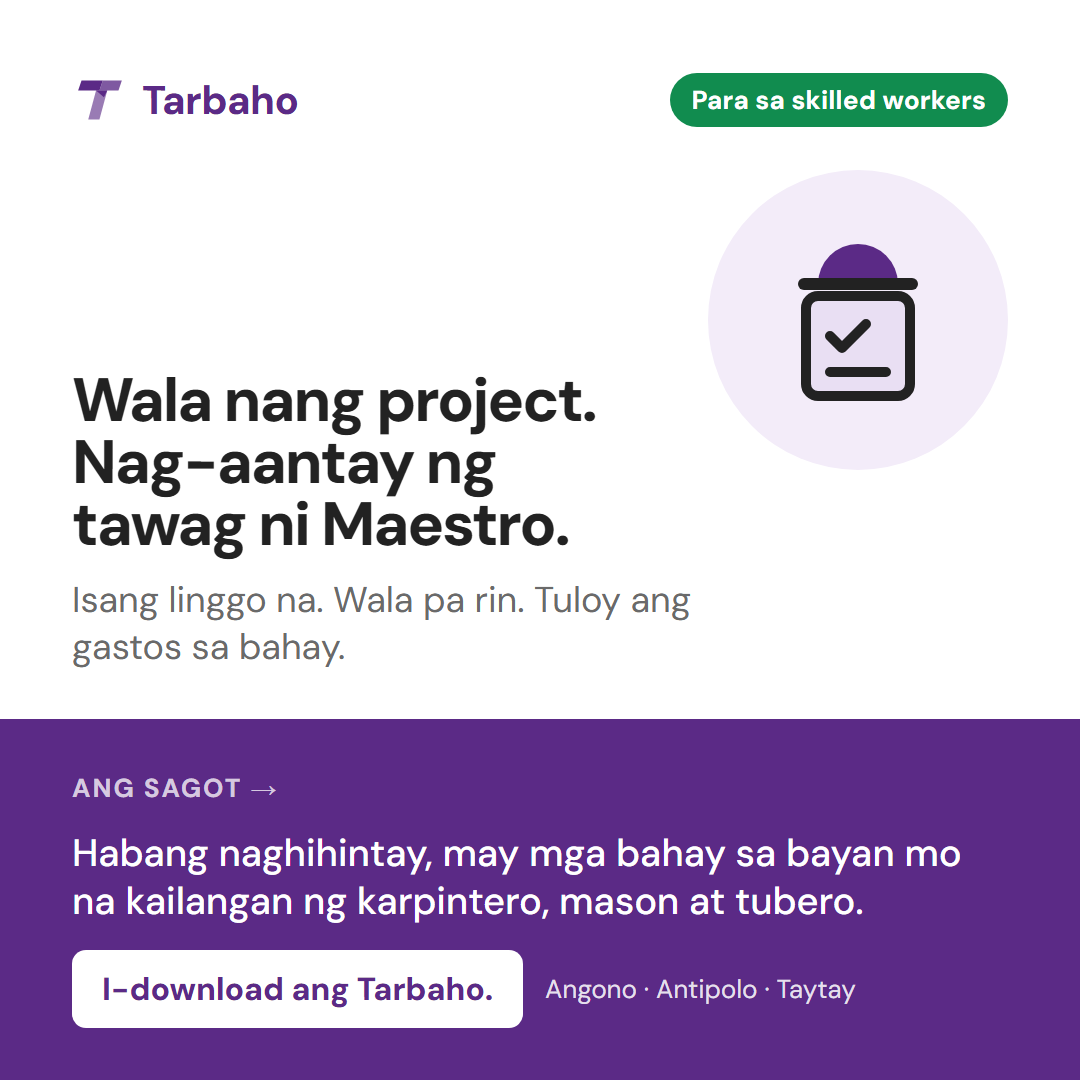 Tarbaho
Para sa skilled workers
Wala nang project.
Nag-aantay ng
tawag ni Maestro.
Isang linggo na. Wala pa rin. Tuloy ang
gastos sa bahay.
ANG SAGOT →
Habang naghihintay, may mga bahay sa bayan mo
na kailangan ng karpintero, mason at tubero.
I-download ang Tarbaho.
Angono · Antipolo · Taytay